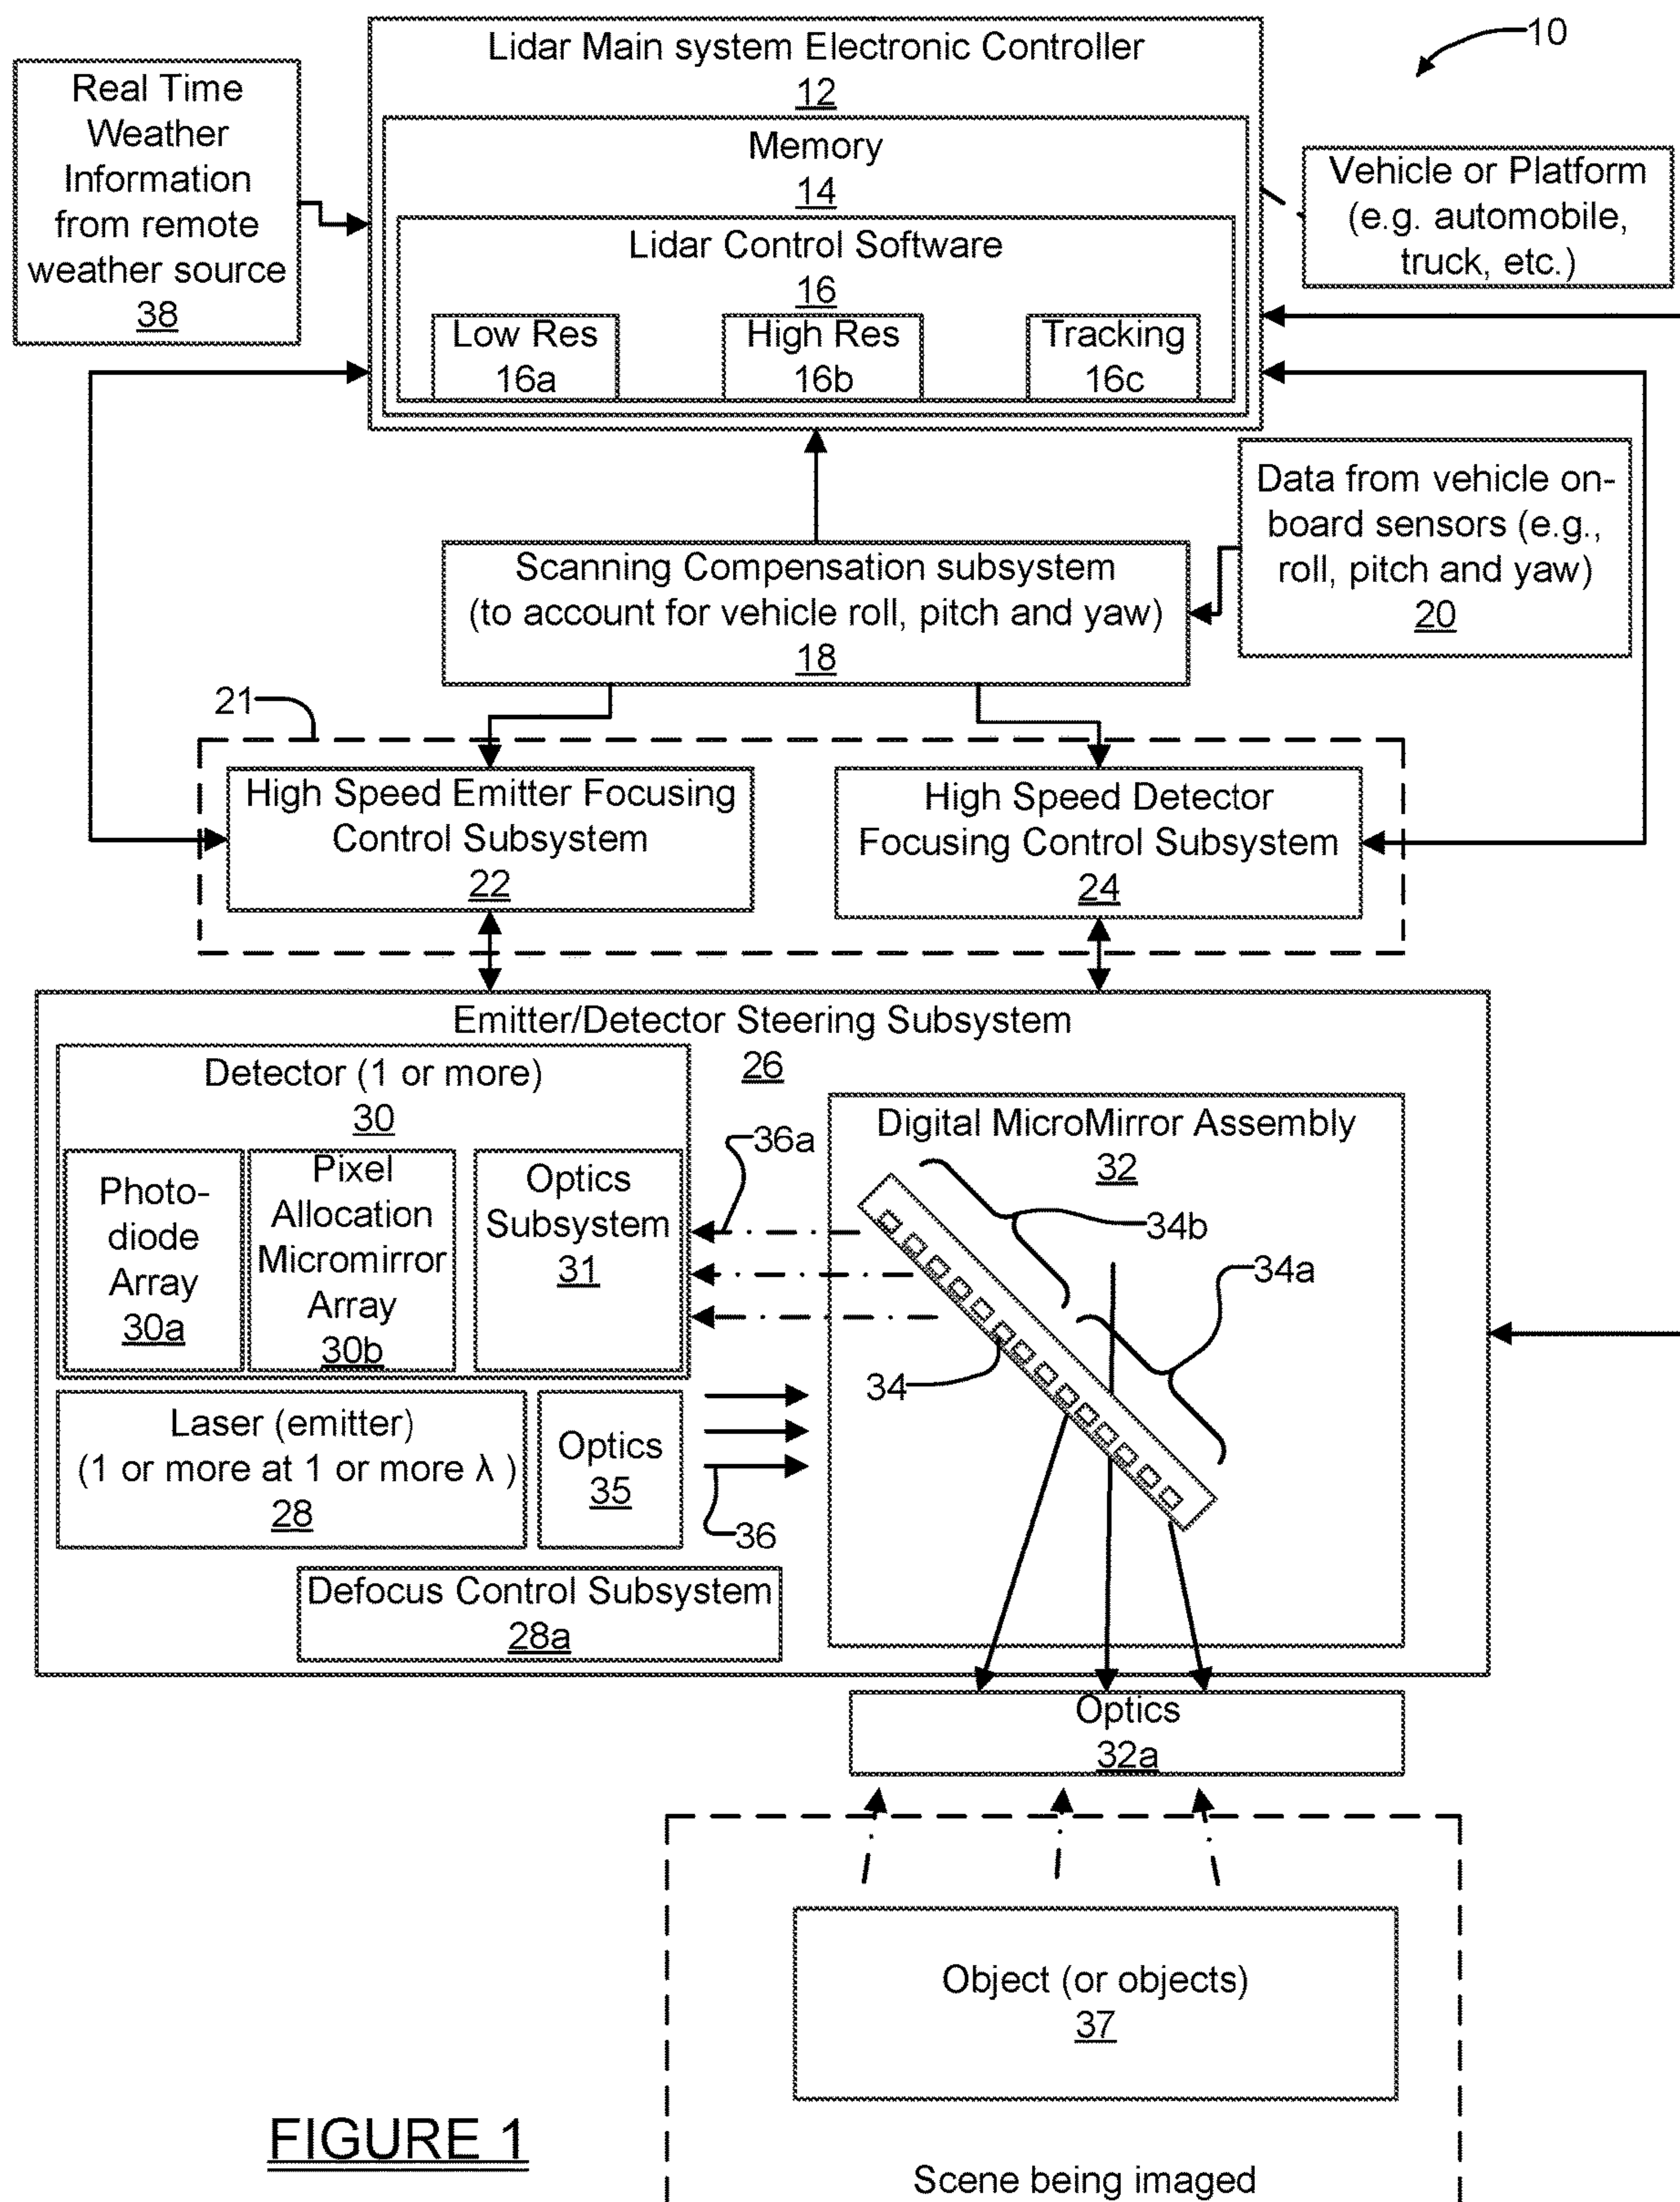 Lidar Main system Electronic Controller
12
10
Real Time
Weather
Information
from remote
weather source
38
Memory
14
Vehicle or Platform
(e.g. automobile,
truck, etc.)
Lidar Control Software
16
Low Res
16a
High Res
16b
Tracking
16c
Data from vehicle on-
board sensors (e.g.,
roll, pitch and yaw)
20
Scanning Compensation subsystem
(to account for vehicle roll, pitch and yaw)
18
21
High Speed Emitter Focusing
Control Subsystem
22
High Speed Detector
Focusing Control Subsystem
24
Emitter/Detector Steering Subsystem
26
Detector (1 or more)
30
Photo-
diode
Array
30a
Pixel
Allocation
Micromirror
Array
30b
Optics
Subsystem
31
36a
Digital MicroMirror Assembly
32
34b
34a
34
Laser (emitter)
(1 or more at 1 or more λ )
28
Optics
35
36
Defocus Control Subsystem
28a
Optics
32a
Object (or objects)
37
FIGURE 1
Scene being imaged